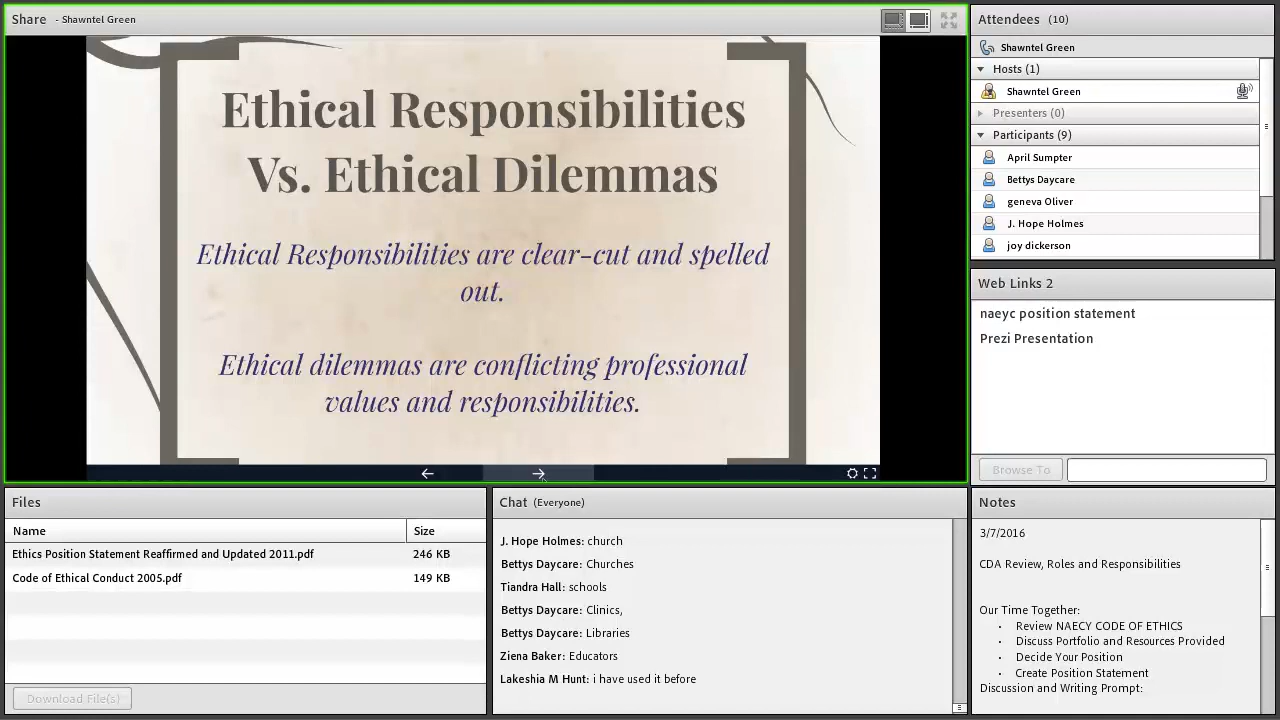 Share - Shawntel Green
Ethical Responsibilities
Vs. Ethical Dilemmas
Ethical Responsibilities are clear-cut and spelled
out.
Ethical dilemmas are conflicting professional
values and responsibilities.
Attendees (10)
Shawntel Green
Hosts (1)
Shawntel Green
Presenters (0)
Participants (9)
April Sumpter
Bettys Daycare
geneva Oliver
J. Hope Holmes
joy dickerson
Web Links 2
naeyc position statement
Prezi Presentation
Browse To
Files
Name Size
Ethics Position Statement Reaffirmed and Updated 2011.pdf 246 KB
Code of Ethical Conduct 2005.pdf 149 KB
Download File(s)
Chat (Everyone)
J. Hope Holmes: church
Bettys Daycare: Churches
Tiandra Hall: schools
Bettys Daycare: Clinics,
Bettys Daycare: Libraries
Ziena Baker: Educators
Lakeshia M Hunt: i have used it before
Notes
3/7/2016
CDA Review, Roles and Responsibilities
Our Time Together:
• Review NAECY CODE OF ETHICS
• Discuss Portfolio and Resources Provided
• Decide Your Position
• Create Position Statement
Discussion and Writing Prompt: